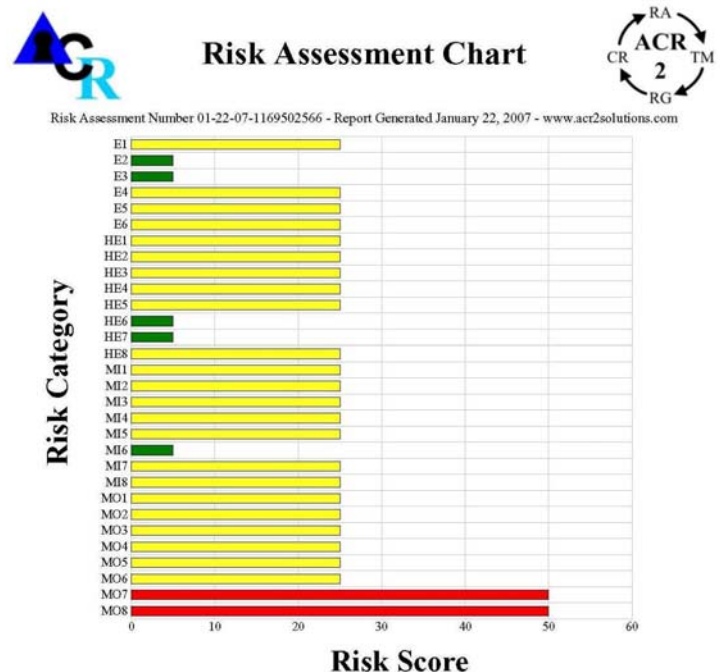 ACR
Risk Assessment Chart
RA
CR ACR TM
2
RG
Risk Assessment Number 01-22-07-1169502566 - Report Generated January 22, 2007 - www.acr2solutions.com
Risk Category
E1
E2
E3
E4
E5
E6
HE1
HE2
HE3
HE4
HE5
HE6
HE7
HE8
MI1
MI2
MI3
MI4
MI5
MI6
MI7
MI8
MO1
MO2
MO3
MO4
MO5
MO6
MO7
MO8
0 10 20 30 40 50 60
Risk Score